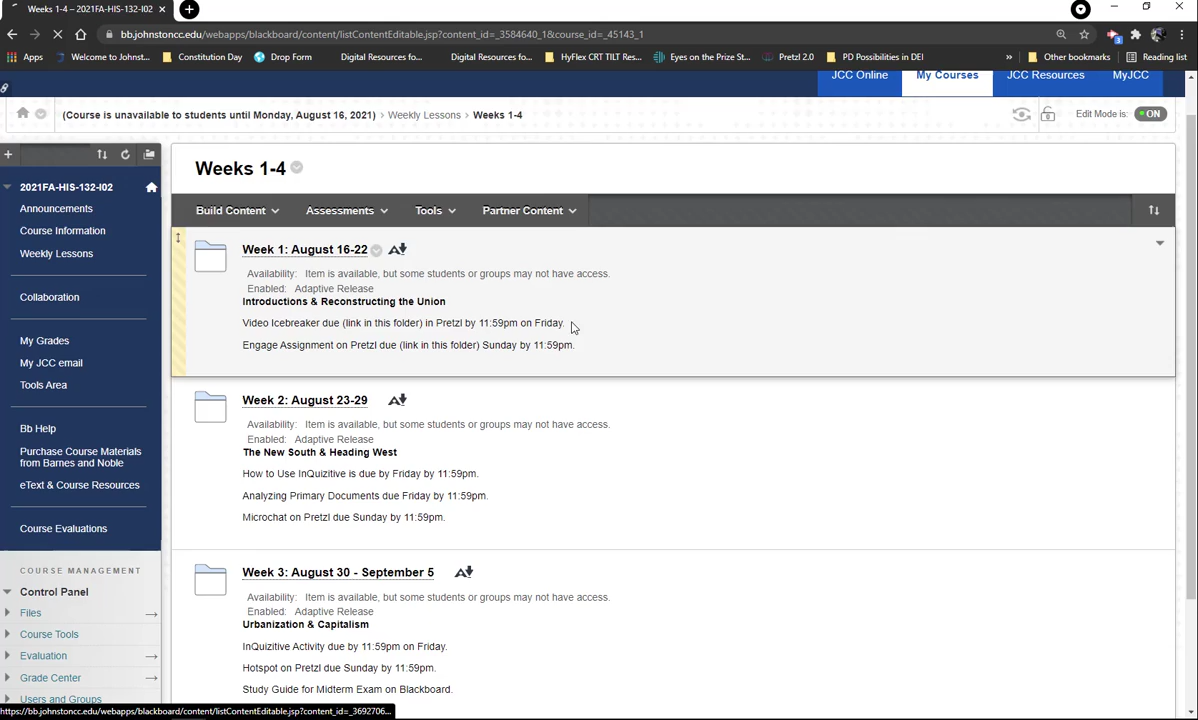 Weeks 1-4 – 2021FA-HIS-132-I02
bb.johnstoncc.edu/webapps/blackboard/content/listContentEditable.jsp?content_id=_3584640_1&course_id=_45143_1
Apps Welcome to Johnst... Constitution Day Drop Form Digital Resources fo... Digital Resources fo... HyFlex CRT TILT Res... Eyes on the Prize St... Pretzl 2.0 PD Possibilities in DEI » Other bookmarks Reading list
JCC Online My Courses JCC Resources MyJCC
(Course is unavailable to students until Monday, August 16, 2021) > Weekly Lessons > Weeks 1-4 Edit Mode is: ON
2021FA-HIS-132-I02
Announcements
Course Information
Weekly Lessons
Collaboration
My Grades
My JCC email
Tools Area
Bb Help
Purchase Course Materials
from Barnes and Noble
eText & Course Resources
Course Evaluations
COURSE MANAGEMENT
Control Panel
Files
Course Tools
Evaluation
Grade Center
Users and Groups
Weeks 1-4
Build Content Assessments Tools Partner Content
Week 1: August 16-22
Availability: Item is available, but some students or groups may not have access.
Enabled: Adaptive Release
Introductions & Reconstructing the Union
Video Icebreaker due (link in this folder) in Pretzl by 11:59pm on Friday.
Engage Assignment on Pretzl due (link in this folder) Sunday by 11:59pm.
Week 2: August 23-29
Availability: Item is available, but some students or groups may not have access.
Enabled: Adaptive Release
The New South & Heading West
How to Use InQuizitive is due by Friday by 11:59pm.
Analyzing Primary Documents due Friday by 11:59pm.
Microchat on Pretzl due Sunday by 11:59pm.
Week 3: August 30 - September 5
Availability: Item is available, but some students or groups may not have access.
Enabled: Adaptive Release
Urbanization & Capitalism
InQuizitive Activity due by 11:59pm on Friday.
Hotspot on Pretzl due Sunday by 11:59pm.
Study Guide for Midterm Exam on Blackboard.
https://bb.johnstoncc.edu/webapps/blackboard/content/listContentEditable.jsp?content_id=_3692706...